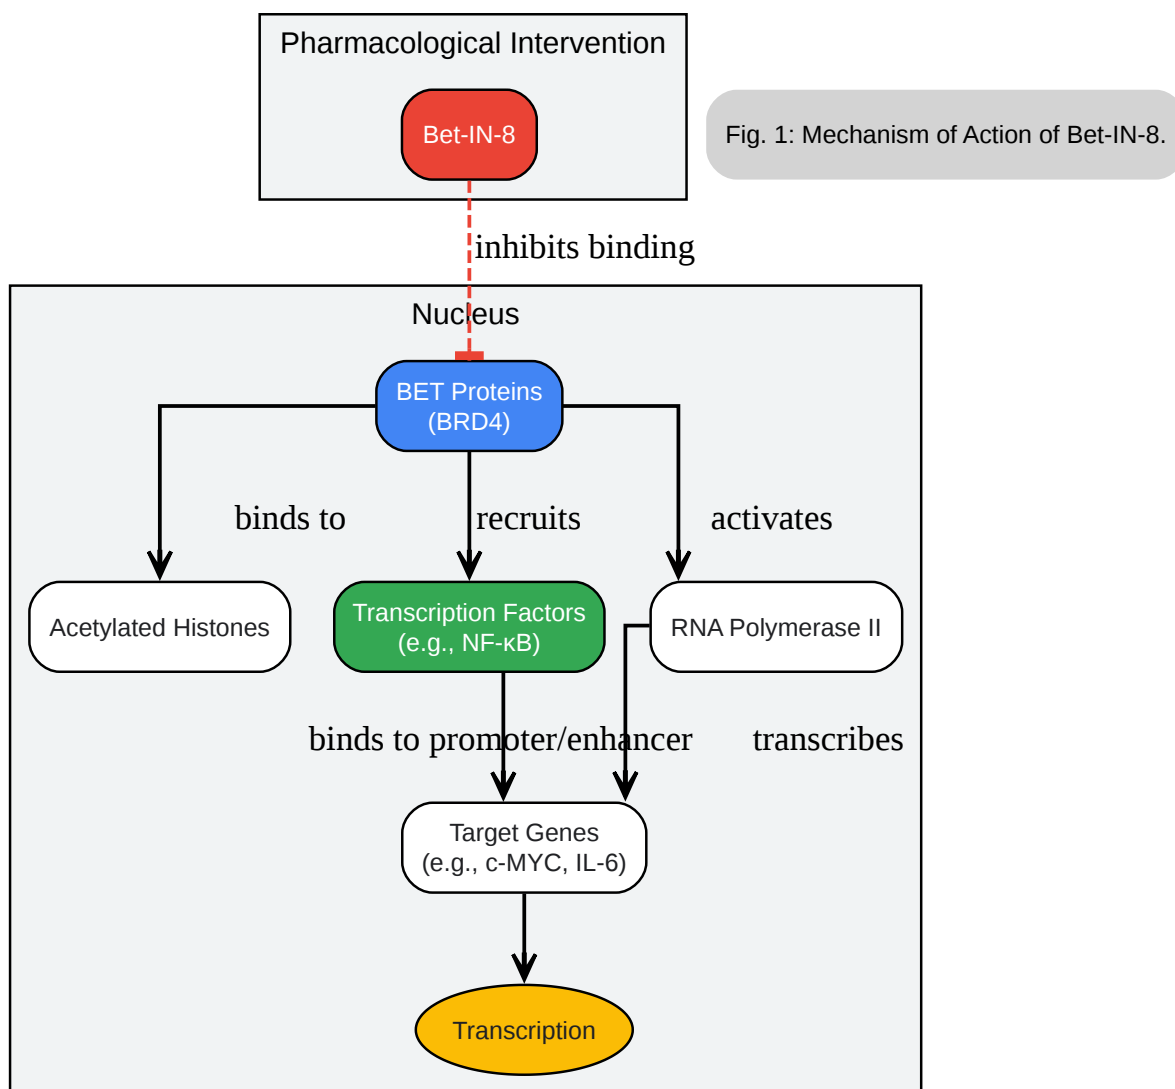 Pharmacological Intervention
Bet-IN-8
Fig. 1: Mechanism of Action of Bet-IN-8.
inhibits binding
Nucleus
BET Proteins
(BRD4)
binds to
recruits
activates
Acetylated Histones
Transcription Factors
(e.g., NF-κB)
RNA Polymerase II
binds to promoter/enhancer
transcribes
Target Genes
(e.g., c-MYC, IL-6)
Transcription